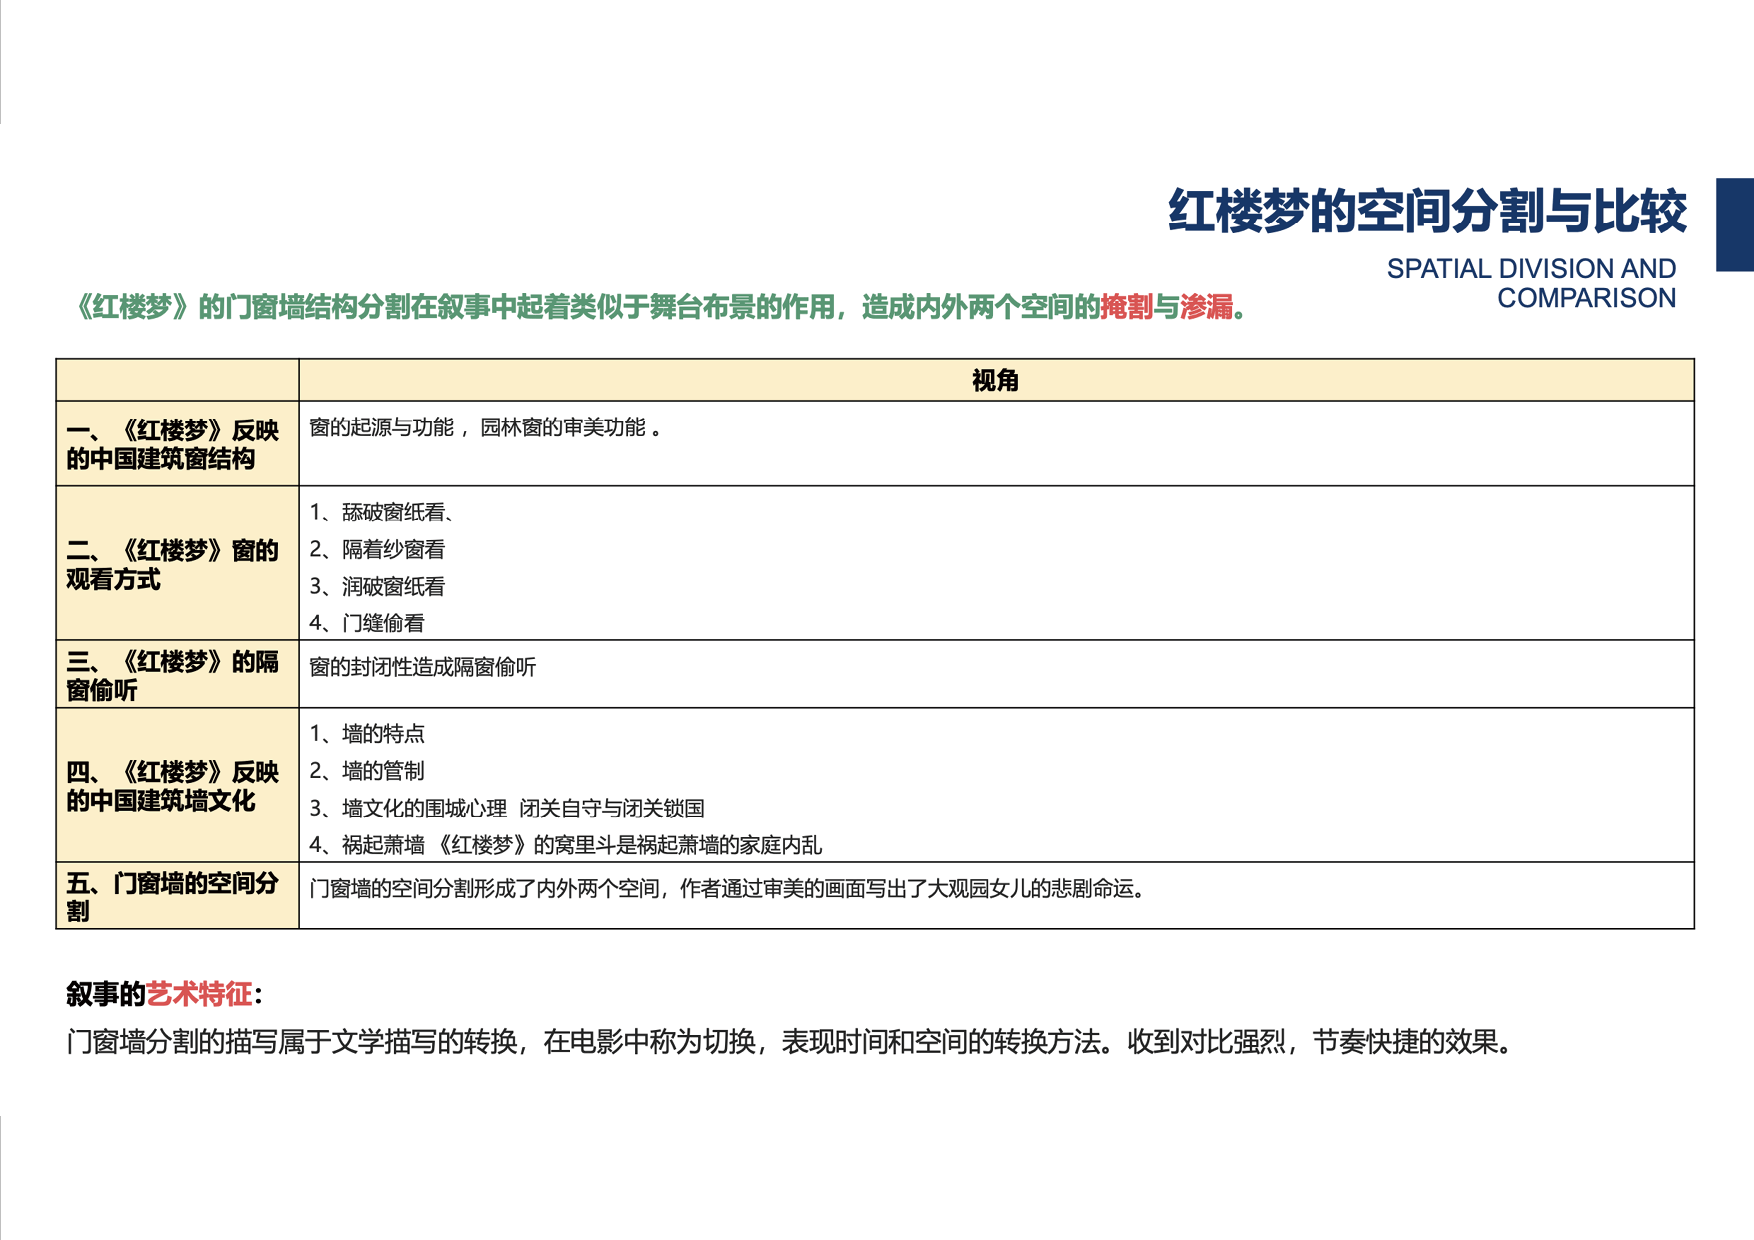 红楼梦的空间分割与比较
SPATIAL DIVISION AND
COMPARISON
《红楼梦》的门窗墙结构分割在叙事中起着类似于舞台布景的作用，造成内外两个空间的掩割与渗漏。
视角
一、《红楼梦》反映
的中国建筑窗结构
窗的起源与功能 ，园林窗的审美功能 。
二、《红楼梦》窗的
观看方式
1、舔破窗纸看、
2、隔着纱窗看
3、润破窗纸看
4、门缝偷看
三、《红楼梦》的隔
窗偷听
窗的封闭性造成隔窗偷听
四、《红楼梦》反映
的中国建筑墙文化
1、墙的特点
2、墙的管制
3、墙文化的围城心理 闭关自守与闭关锁国
4、祸起萧墙 《红楼梦》的窝里斗是祸起萧墙的家庭内乱
五、门窗墙的空间分
割
门窗墙的空间分割形成了内外两个空间，作者通过审美的画面写出了大观园女儿的悲剧命运。
叙事的艺术特征：
门窗墙分割的描写属于文学描写的转换，在电影中称为切换，表现时间和空间的转换方法。收到对比强烈，节奏快捷的效果。